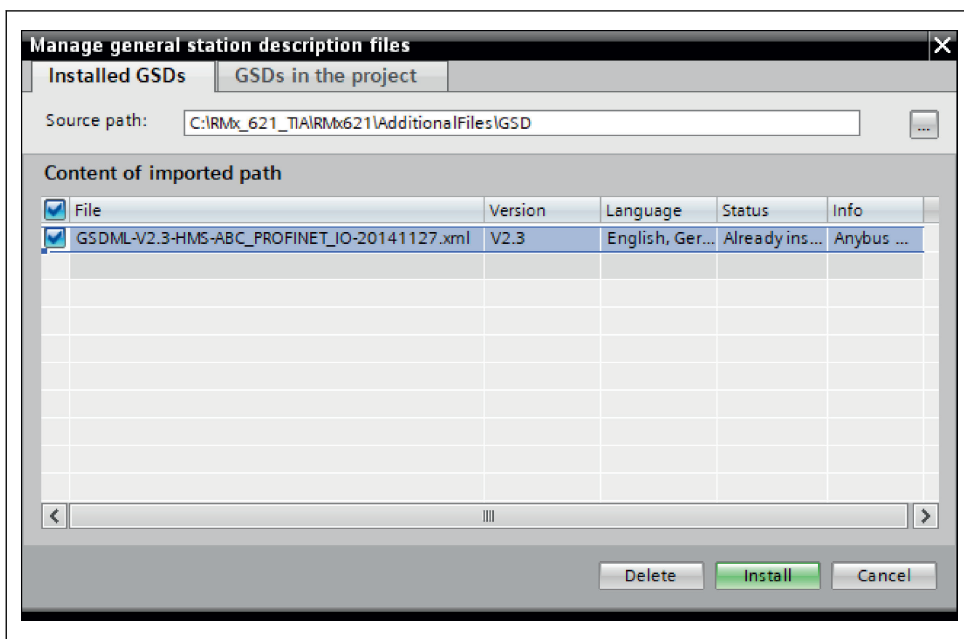 Manage general station description files
Installed GSDs
GSDs in the project
Source path:
C:\RMx_621_TIA\RMx621\AdditionalFiles\GSD
...
Content of imported path
File Version Language Status Info
GSDML-V2.3-HMS-ABC_PROFINET_IO-20141127.xml V2.3 English, Ger... Already ins... Anybus ...
Delete Install Cancel